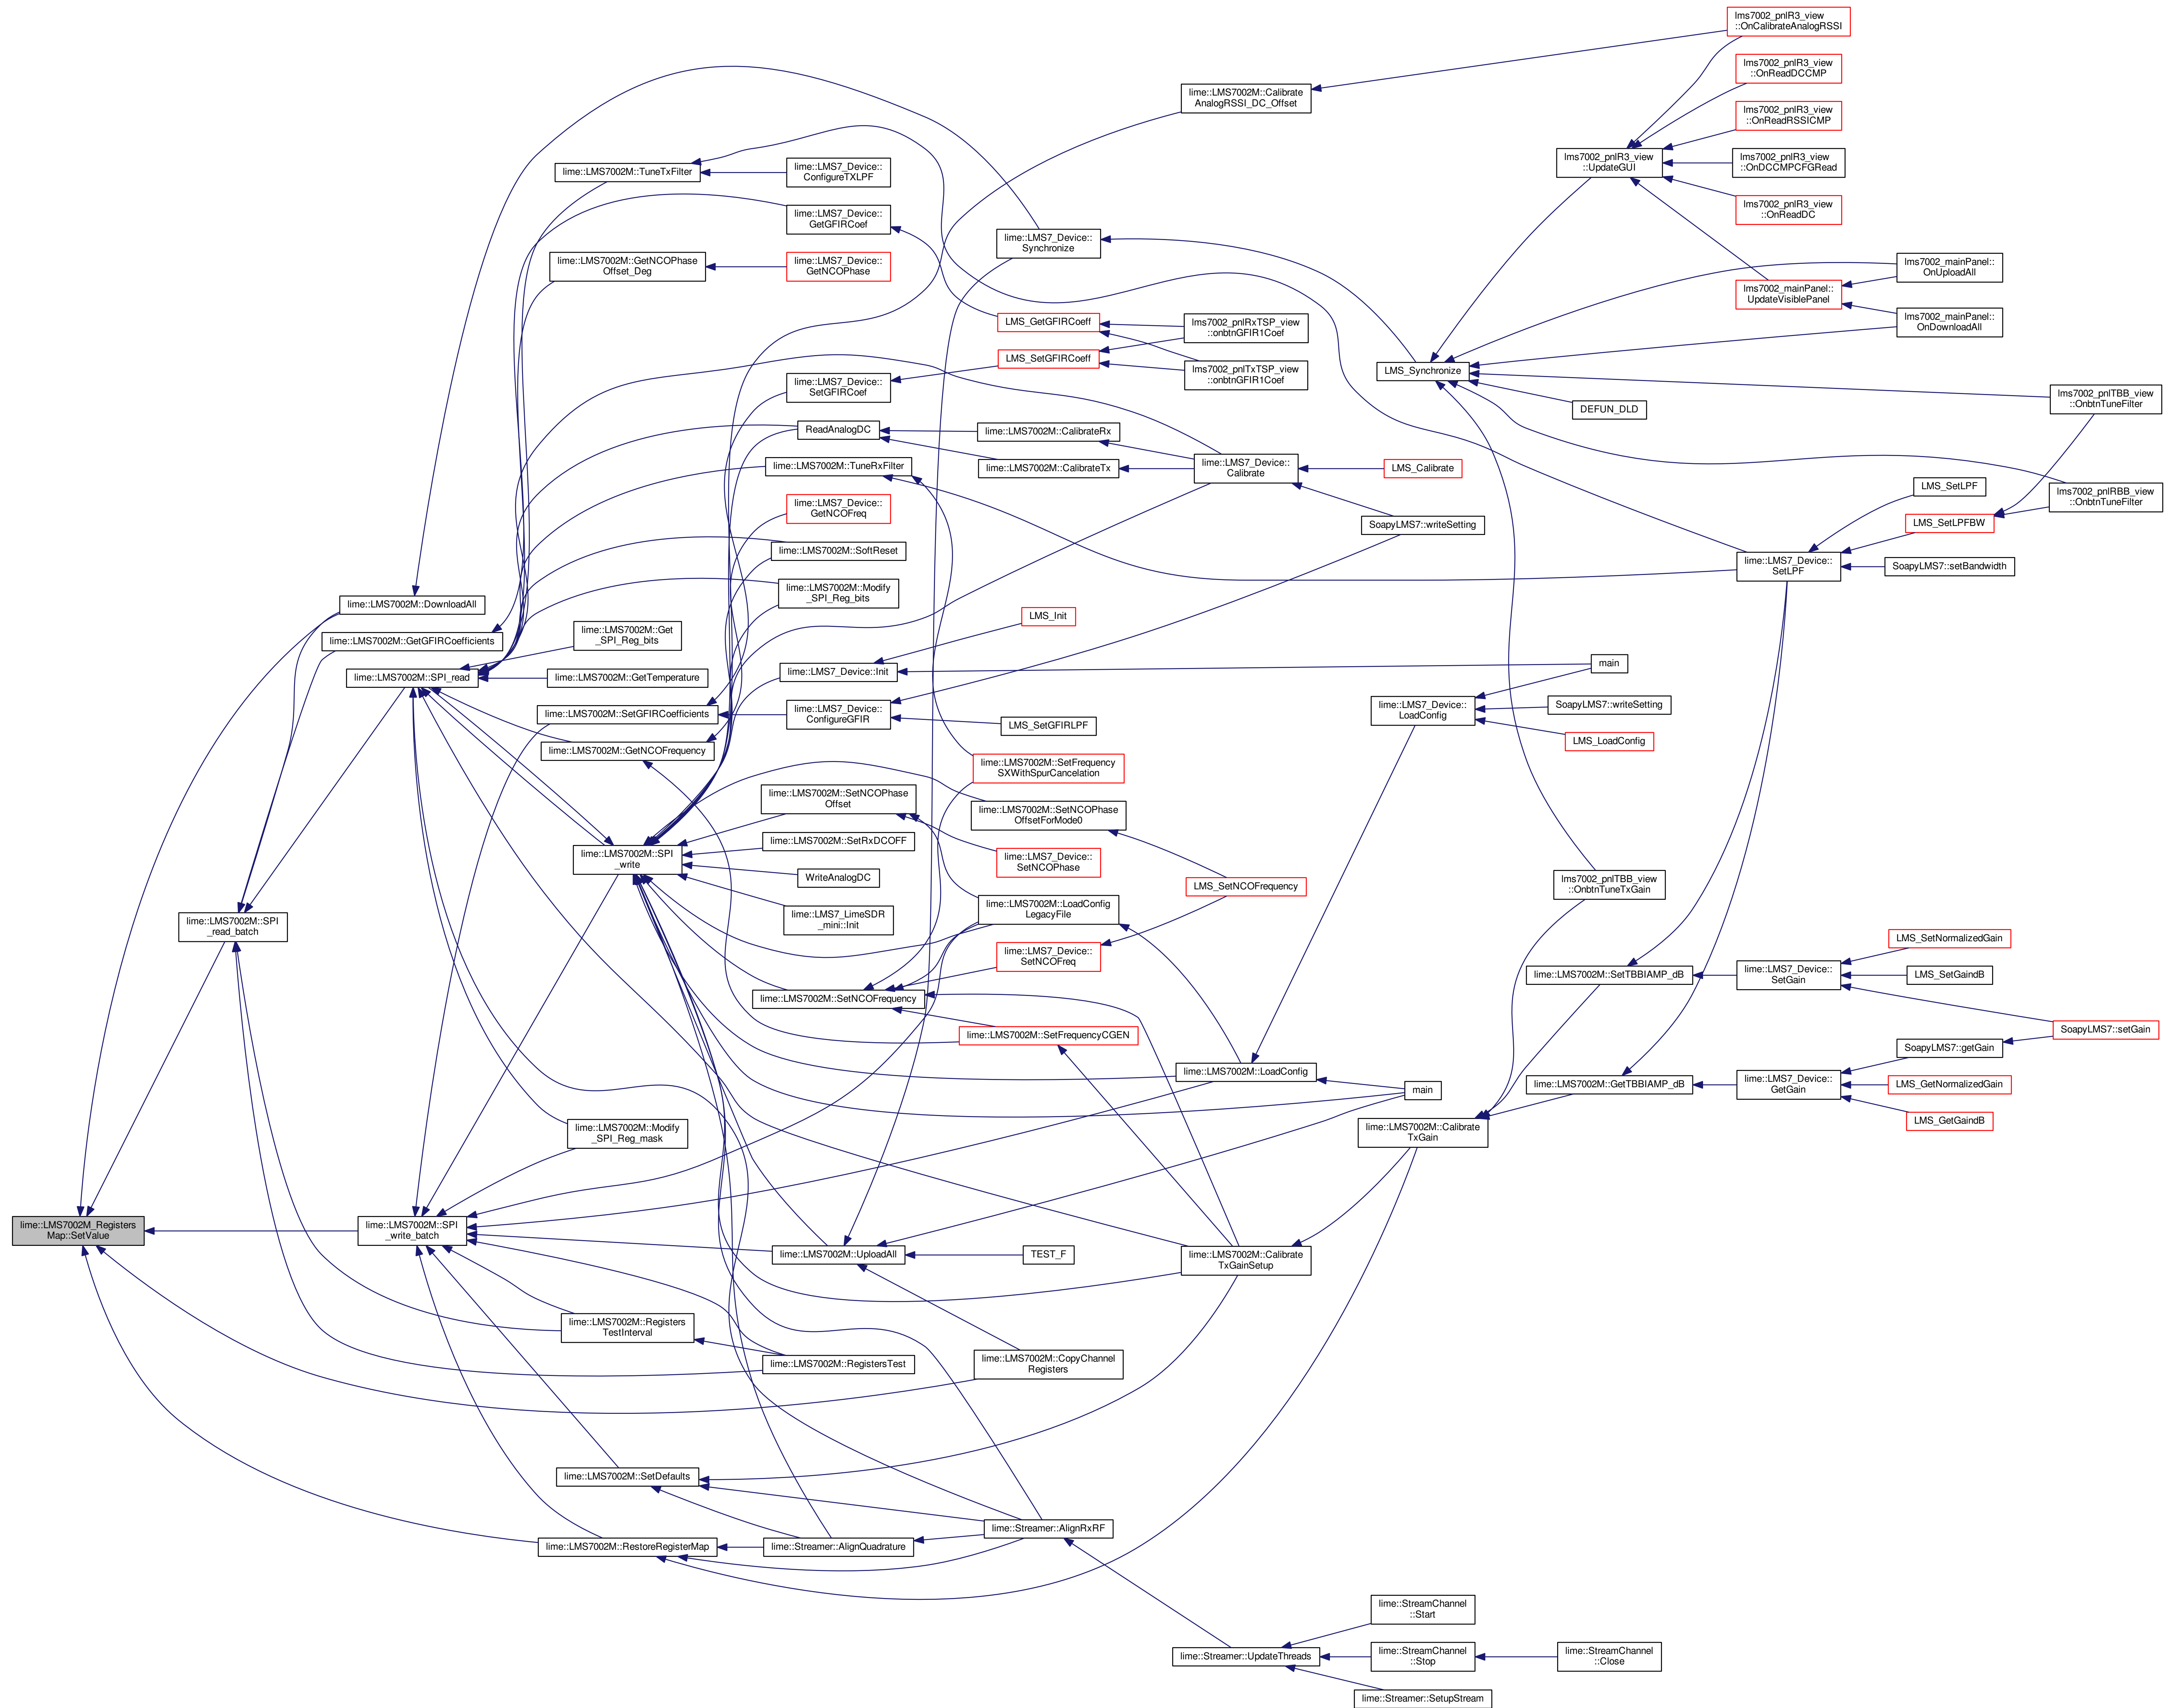 lms7002_pnlR3_view
::OnCalibrateAnalogRSSI
lms7002_pnlR3_view
::OnReadDCCMP
lime::LMS7002M::Calibrate
AnalogRSSI_DC_Offset
lms7002_pnlR3_view
::OnReadRSSICMP
lms7002_pnlR3_view
::UpdateGUI
lms7002_pnlR3_view
::OnDCCMPCFGRead
lime::LMS7002M::TuneTxFilter
lime::LMS7_Device::
ConfigureTXLPF
lms7002_pnlR3_view
::OnReadDC
lime::LMS7_Device::
GetGFIRCoef
lime::LMS7_Device::
Synchronize
lime::LMS7002M::GetNCOPhase
Offset_Deg
lime::LMS7_Device::
GetNCOPhase
lms7002_mainPanel::
OnUploadAll
lms7002_mainPanel::
UpdateVisiblePanel
lms7002_mainPanel::
OnDownloadAll
LMS_GetGFIRCoeff
lms7002_pnlRxTSP_view
::onbtnGFIR1Coef
LMS_SetGFIRCoeff
lms7002_pnlTxTSP_view
::onbtnGFIR1Coef
LMS_Synchronize
lime::LMS7_Device::
SetGFIRCoef
DEFUN_DLD
lms7002_pnlTBB_view
::OnbtnTuneFilter
ReadAnalogDC
lime::LMS7002M::CalibrateRx
lime::LMS7002M::TuneRxFilter
lime::LMS7002M::CalibrateTx
lime::LMS7_Device::
Calibrate
LMS_Calibrate
LMS_SetLPF
lms7002_pnlRBB_view
::OnbtnTuneFilter
lime::LMS7_Device::
GetNCOFreq
SoapyLMS7::writeSetting
LMS_SetLPFBW
lime::LMS7002M::SoftReset
lime::LMS7_Device::
SetLPF
SoapyLMS7::setBandwidth
lime::LMS7002M::Modify
_SPI_Reg_bits
lime::LMS7002M::DownloadAll
LMS_Init
lime::LMS7002M::GetGFIRCoefficients
lime::LMS7002M::Get
_SPI_Reg_bits
lime::LMS7002M::SPI_read
lime::LMS7002M::GetTemperature
lime::LMS7_Device::Init
main
lime::LMS7002M::SetGFIRCoefficients
lime::LMS7_Device::
ConfigureGFIR
LMS_SetGFIRLPF
lime::LMS7_Device::
LoadConfig
SoapyLMS7::writeSetting
LMS_LoadConfig
lime::LMS7002M::GetNCOFrequency
lime::LMS7002M::SetFrequency
SXWithSpurCancelation
lime::LMS7002M::SetNCOPhase
Offset
lime::LMS7002M::SetNCOPhase
OffsetForMode0
lime::LMS7002M::SetRxDCOFF
lime::LMS7002M::SPI
_write
lime::LMS7_Device::
SetNCOPhase
WriteAnalogDC
LMS_SetNCOFrequency
lms7002_pnlTBB_view
::OnbtnTuneTxGain
lime::LMS7_LimeSDR
_mini::Init
lime::LMS7002M::LoadConfig
LegacyFile
lime::LMS7002M::SPI
_read_batch
LMS_SetNormalizedGain
lime::LMS7_Device::
SetNCOFreq
lime::LMS7002M::SetTBBIAMP_dB
lime::LMS7_Device::
SetGain
LMS_SetGaindB
lime::LMS7002M::SetNCOFrequency
lime::LMS7002M::SetFrequencyCGEN
SoapyLMS7::setGain
SoapyLMS7::getGain
lime::LMS7002M::LoadConfig
main
lime::LMS7002M::GetTBBIAMP_dB
lime::LMS7_Device::
GetGain
LMS_GetNormalizedGain
LMS_GetGaindB
lime::LMS7002M::Modify
_SPI_Reg_mask
lime::LMS7002M::Calibrate
TxGain
lime::LMS7002M_Registers
Map::SetValue
lime::LMS7002M::SPI
_write_batch
lime::LMS7002M::UploadAll
TEST_F
lime::LMS7002M::Calibrate
TxGainSetup
lime::LMS7002M::Registers
TestInterval
lime::LMS7002M::RegistersTest
lime::LMS7002M::CopyChannel
Registers
lime::LMS7002M::SetDefaults
lime::Streamer::AlignRxRF
lime::LMS7002M::RestoreRegisterMap
lime::Streamer::AlignQuadrature
lime::StreamChannel
::Start
lime::Streamer::UpdateThreads
lime::StreamChannel
::Stop
lime::StreamChannel
::Close
lime::Streamer::SetupStream